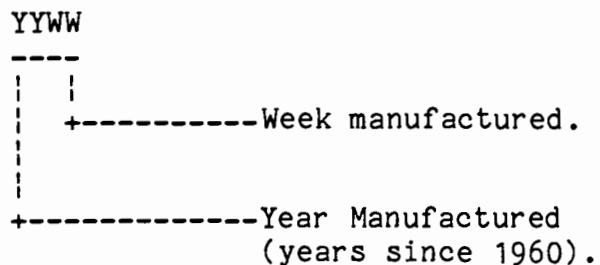 YYWW
Week manufactured.
Year Manufactured
(years since 1960).